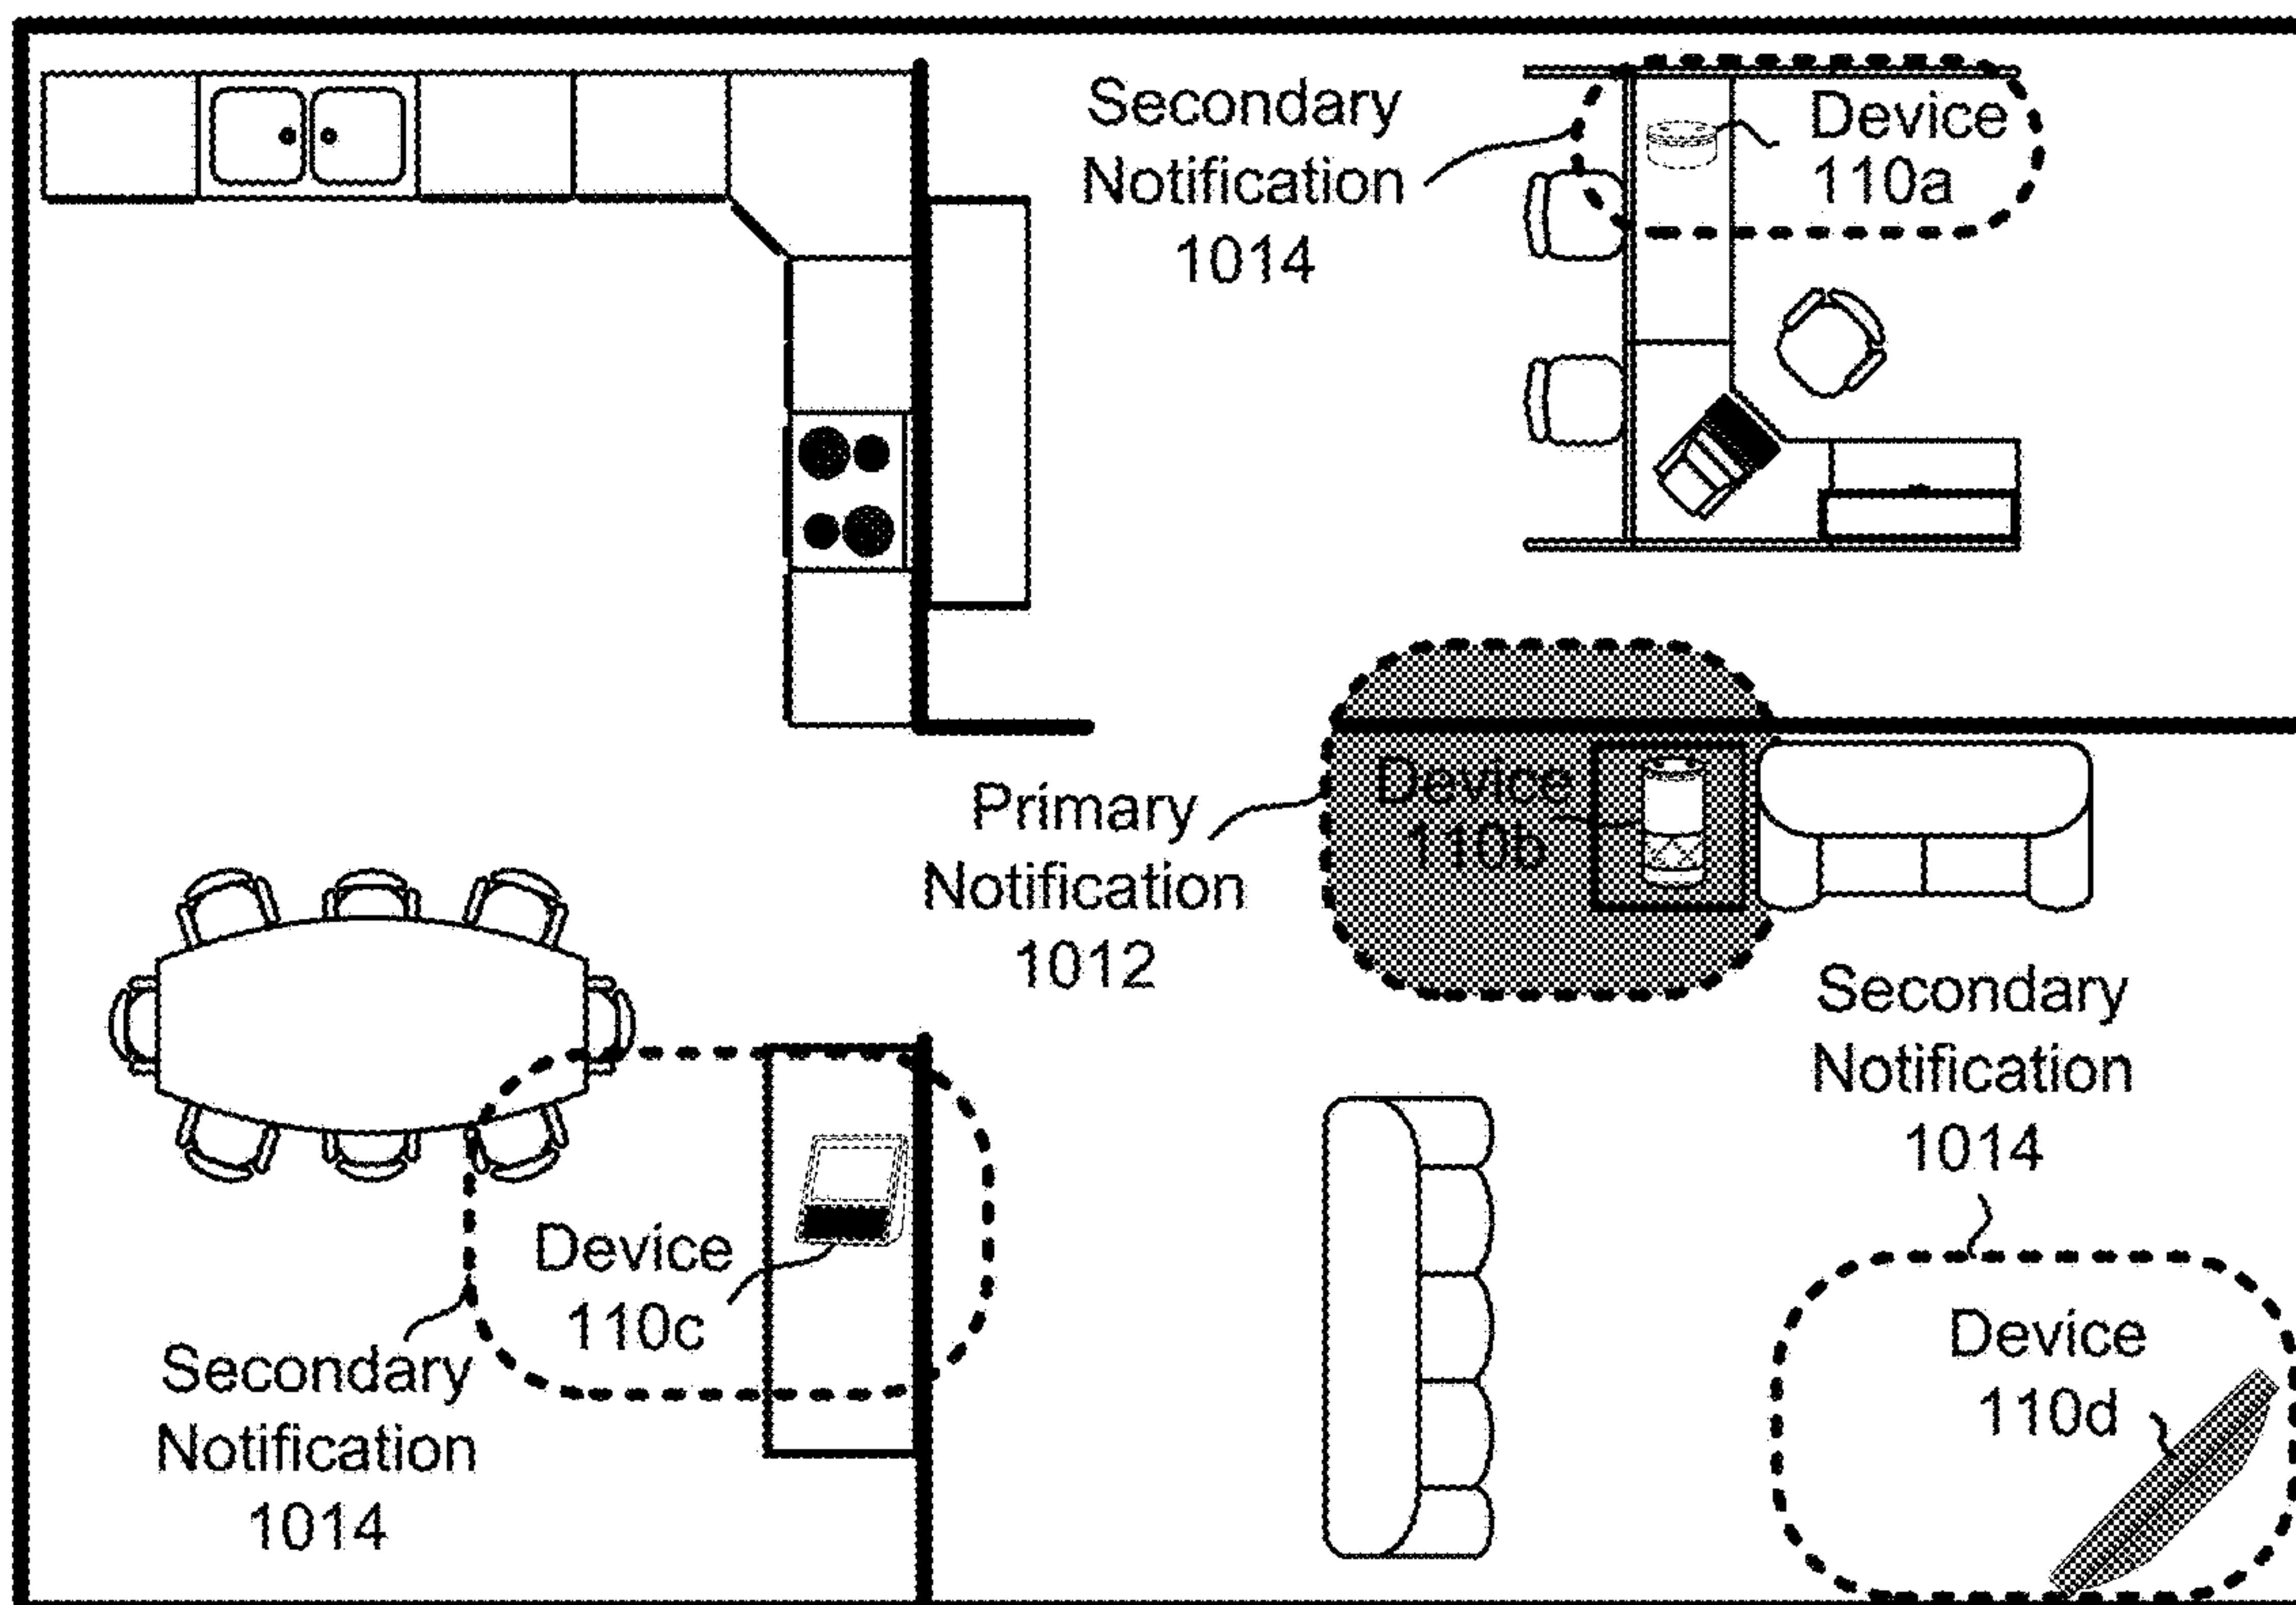 Secondary
Notification
1014
Device
110a
Primary
Notification
1012
Device
110b
Secondary
Notification
1014
Device
110c
Secondary
Notification
1014
Device
110d